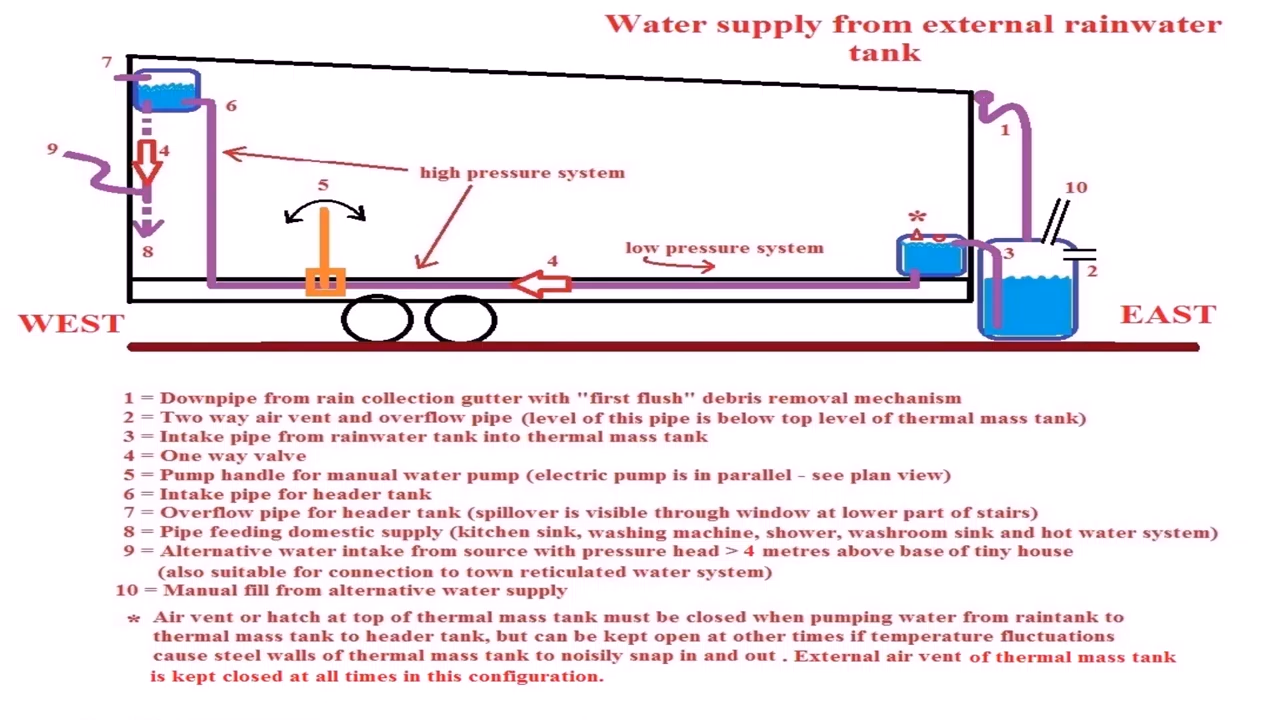 Water supply from external rainwater
tank
7
6
1
9
4
high pressure system
5
10
*
8
low pressure system
4
3
2
WEST
EAST
1 = Downpipe from rain collection gutter with "first flush" debris removal mechanism
2 = Two way air vent and overflow pipe (level of this pipe is below top level of thermal mass tank)
3 = Intake pipe from rainwater tank into thermal mass tank
4 = One way valve
5 = Pump handle for manual water pump (electric pump is in parallel - see plan view)
6 = Intake pipe for header tank
7 = Overflow pipe for header tank (spillover is visible through window at lower part of stairs)
8 = Pipe feeding domestic supply (kitchen sink, washing machine, shower, washroom sink and hot water system)
9 = Alternative water intake from source with pressure head > 4 metres above base of tiny house
(also suitable for connection to town reticulated water system)
10 = Manual fill from alternative water supply
* Air vent or hatch at top of thermal mass tank must be closed when pumping water from raintank to
thermal mass tank to header tank, but can be kept open at other times if temperature fluctuations
cause steel walls of thermal mass tank to noisily snap in and out . External air vent of thermal mass tank
is kept closed at all times in this configuration.